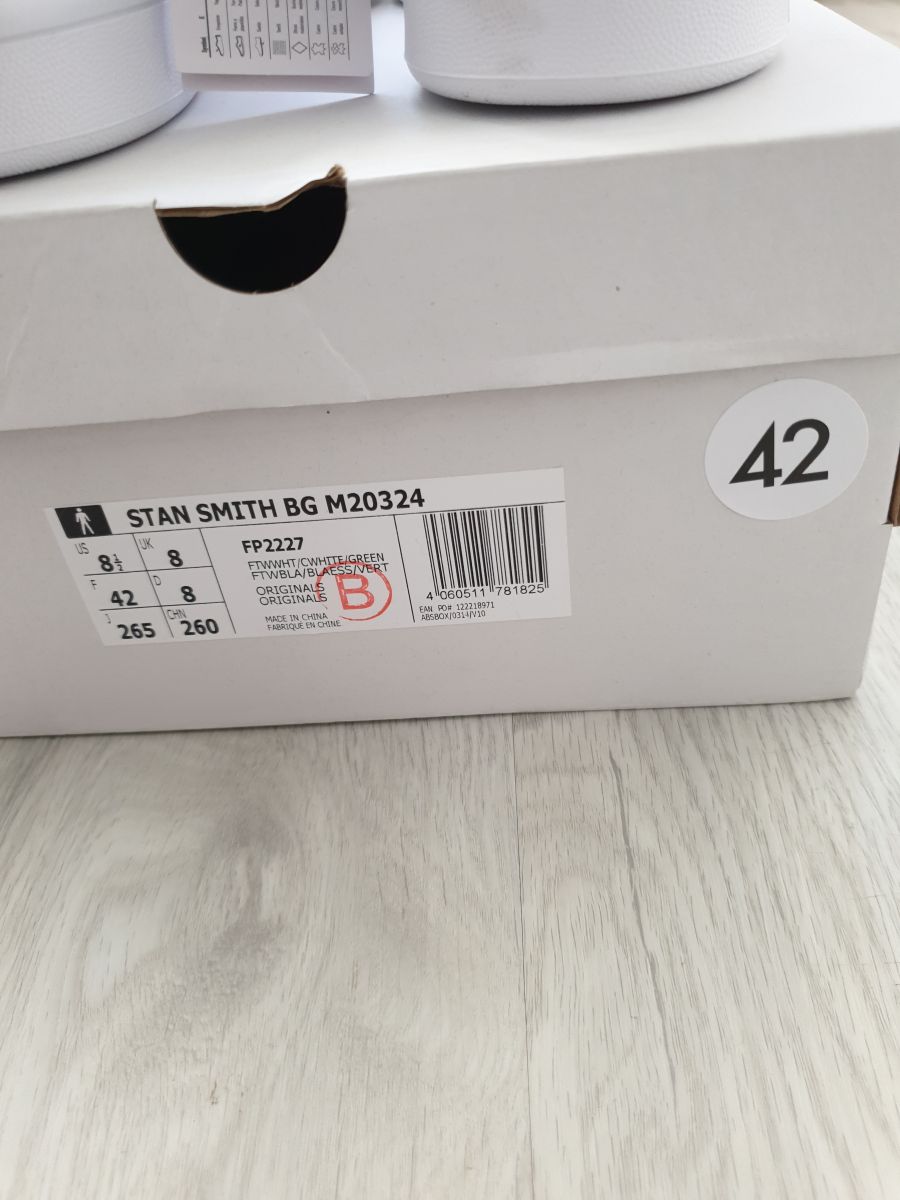 STAN SMITH BG M20324
US 8½ UK 8
F 42 D 8
J 265 CHN 260
FP2227
FTWWHT/CWHITE/GREEN
FTWBLA/BLAESS/VERT
ORIGINALS
ORIGINALS
B
MADE IN CHINA
FABRIQUE EN CHINE
4 060511 781825
EAN PO# 122218971
ABSBOX/0314/V10
42